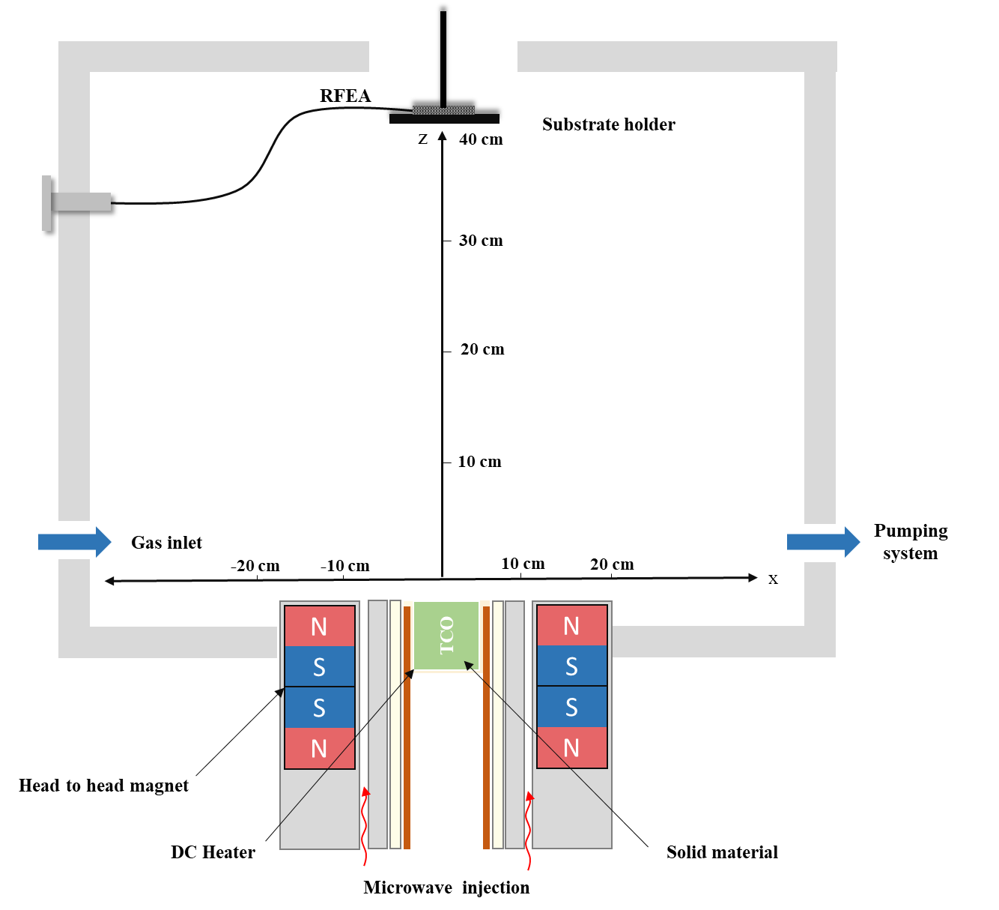 RFEA
Substrate holder
Z
40 cm
30 cm
20 cm
10 cm
Gas inlet
Pumping
system
-20 cm
-10 cm
10 cm
20 cm
x
N
S
S
N
TCO
N
S
S
N
Head to head magnet
DC Heater
Solid material
Microwave injection